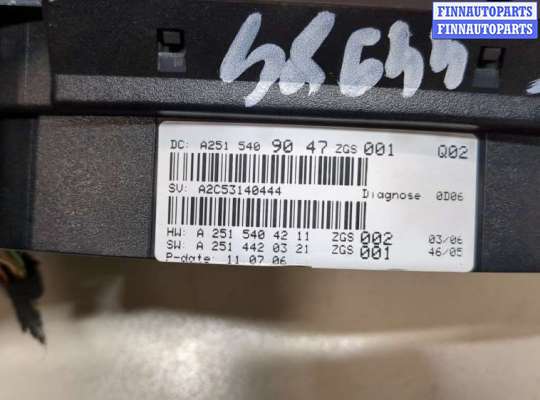 FINNAUTOPARTS
FINNAUTOPARTS
DC: A251 540 90 47 ZGS 001 Q02
SV: A2C53140444 Diagnose 0D06
HW: A 251 540 42 11 ZGS 002 03/06
SW: A 251 442 03 21 ZGS 001 46/05
P-date: 11.07.06